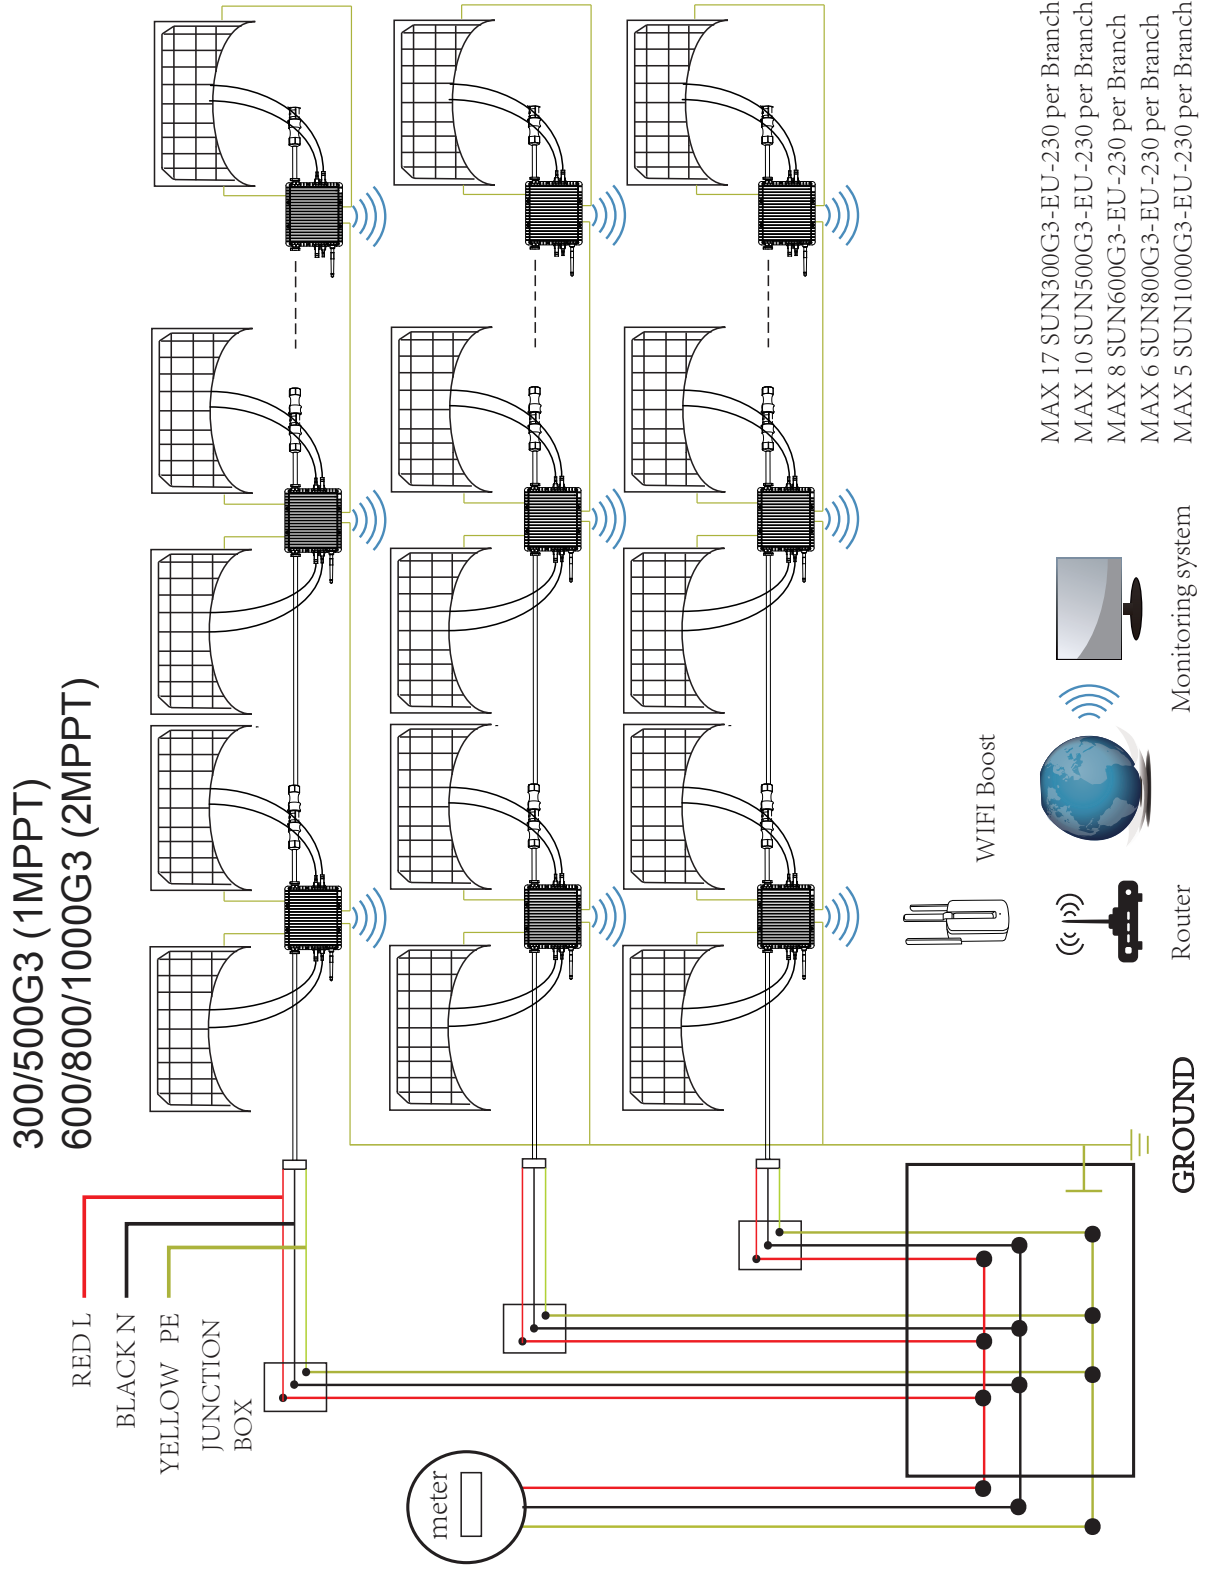 300/500G3 (1MPPT)
600/800/1000G3 (2MPPT)
RED L
BLACK N
YELLOW PE
JUNCTION
BOX
meter
GROUND
WIFI Boost
Router
Monitoring system
MAX 17 SUN300G3-EU-230 per Branch
MAX 10 SUN500G3-EU-230 per Branch
MAX 8 SUN600G3-EU-230 per Branch
MAX 6 SUN800G3-EU-230 per Branch
MAX 5 SUN1000G3-EU-230 per Branch